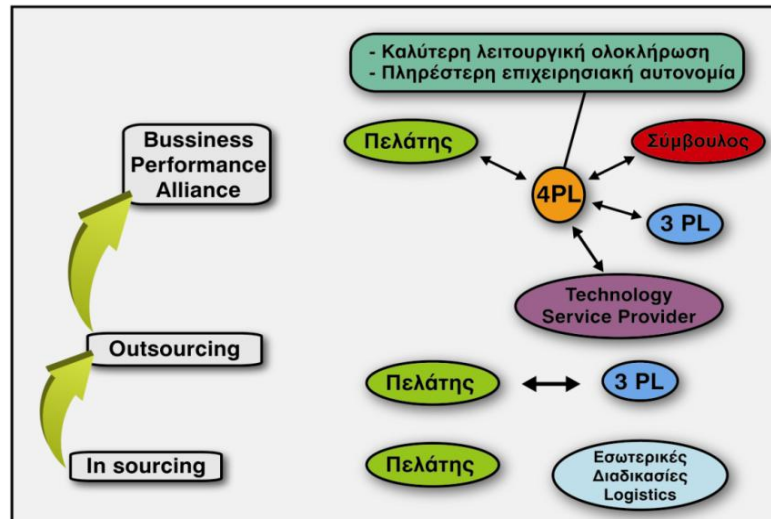 - Καλύτερη λειτουργική ολοκλήρωση
- Πληρέστερη επιχειρησιακή αυτονομία
Bussiness
Performance
Alliance
Πελάτης
Σύμβουλος
4PL
3 PL
Technology
Service Provider
Outsourcing
Πελάτης
3 PL
In sourcing
Πελάτης
Εσωτερικές
Διαδικασίες
Logistics